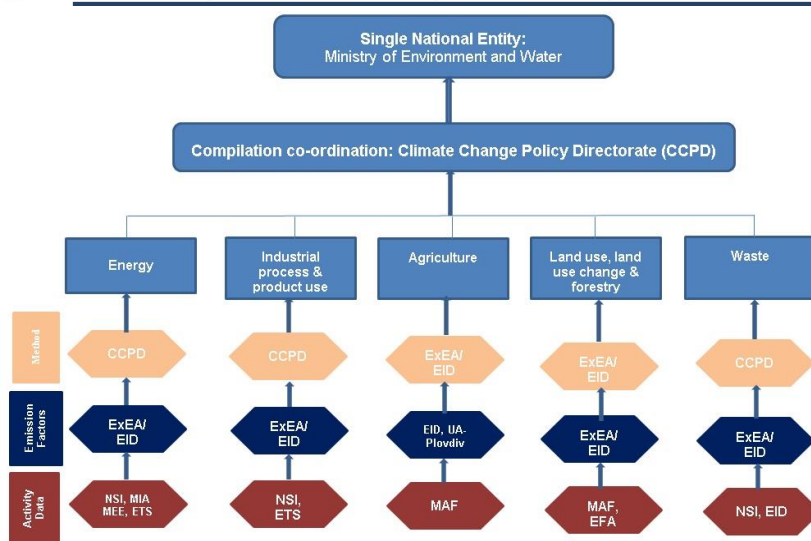 Single National Entity:
Ministry of Environment and Water
Compilation co-ordination: Climate Change Policy Directorate (CCPD)
Energy
Industrial
process &
product use
Agriculture
Land use, land
use change &
forestry
Waste
Method
CCPD
CCPD
ExEA/
EID
ExEA/
EID
CCPD
Emission
Factors
ExEA/
EID
ExEA/
EID
EID, UA-
Plovdiv
ExEA/
EID
ExEA/
EID
Activity
Data
NSI, MIA
MEE, ETS
NSI,
ETS
MAF
MAF,
EFA
NSI, EID